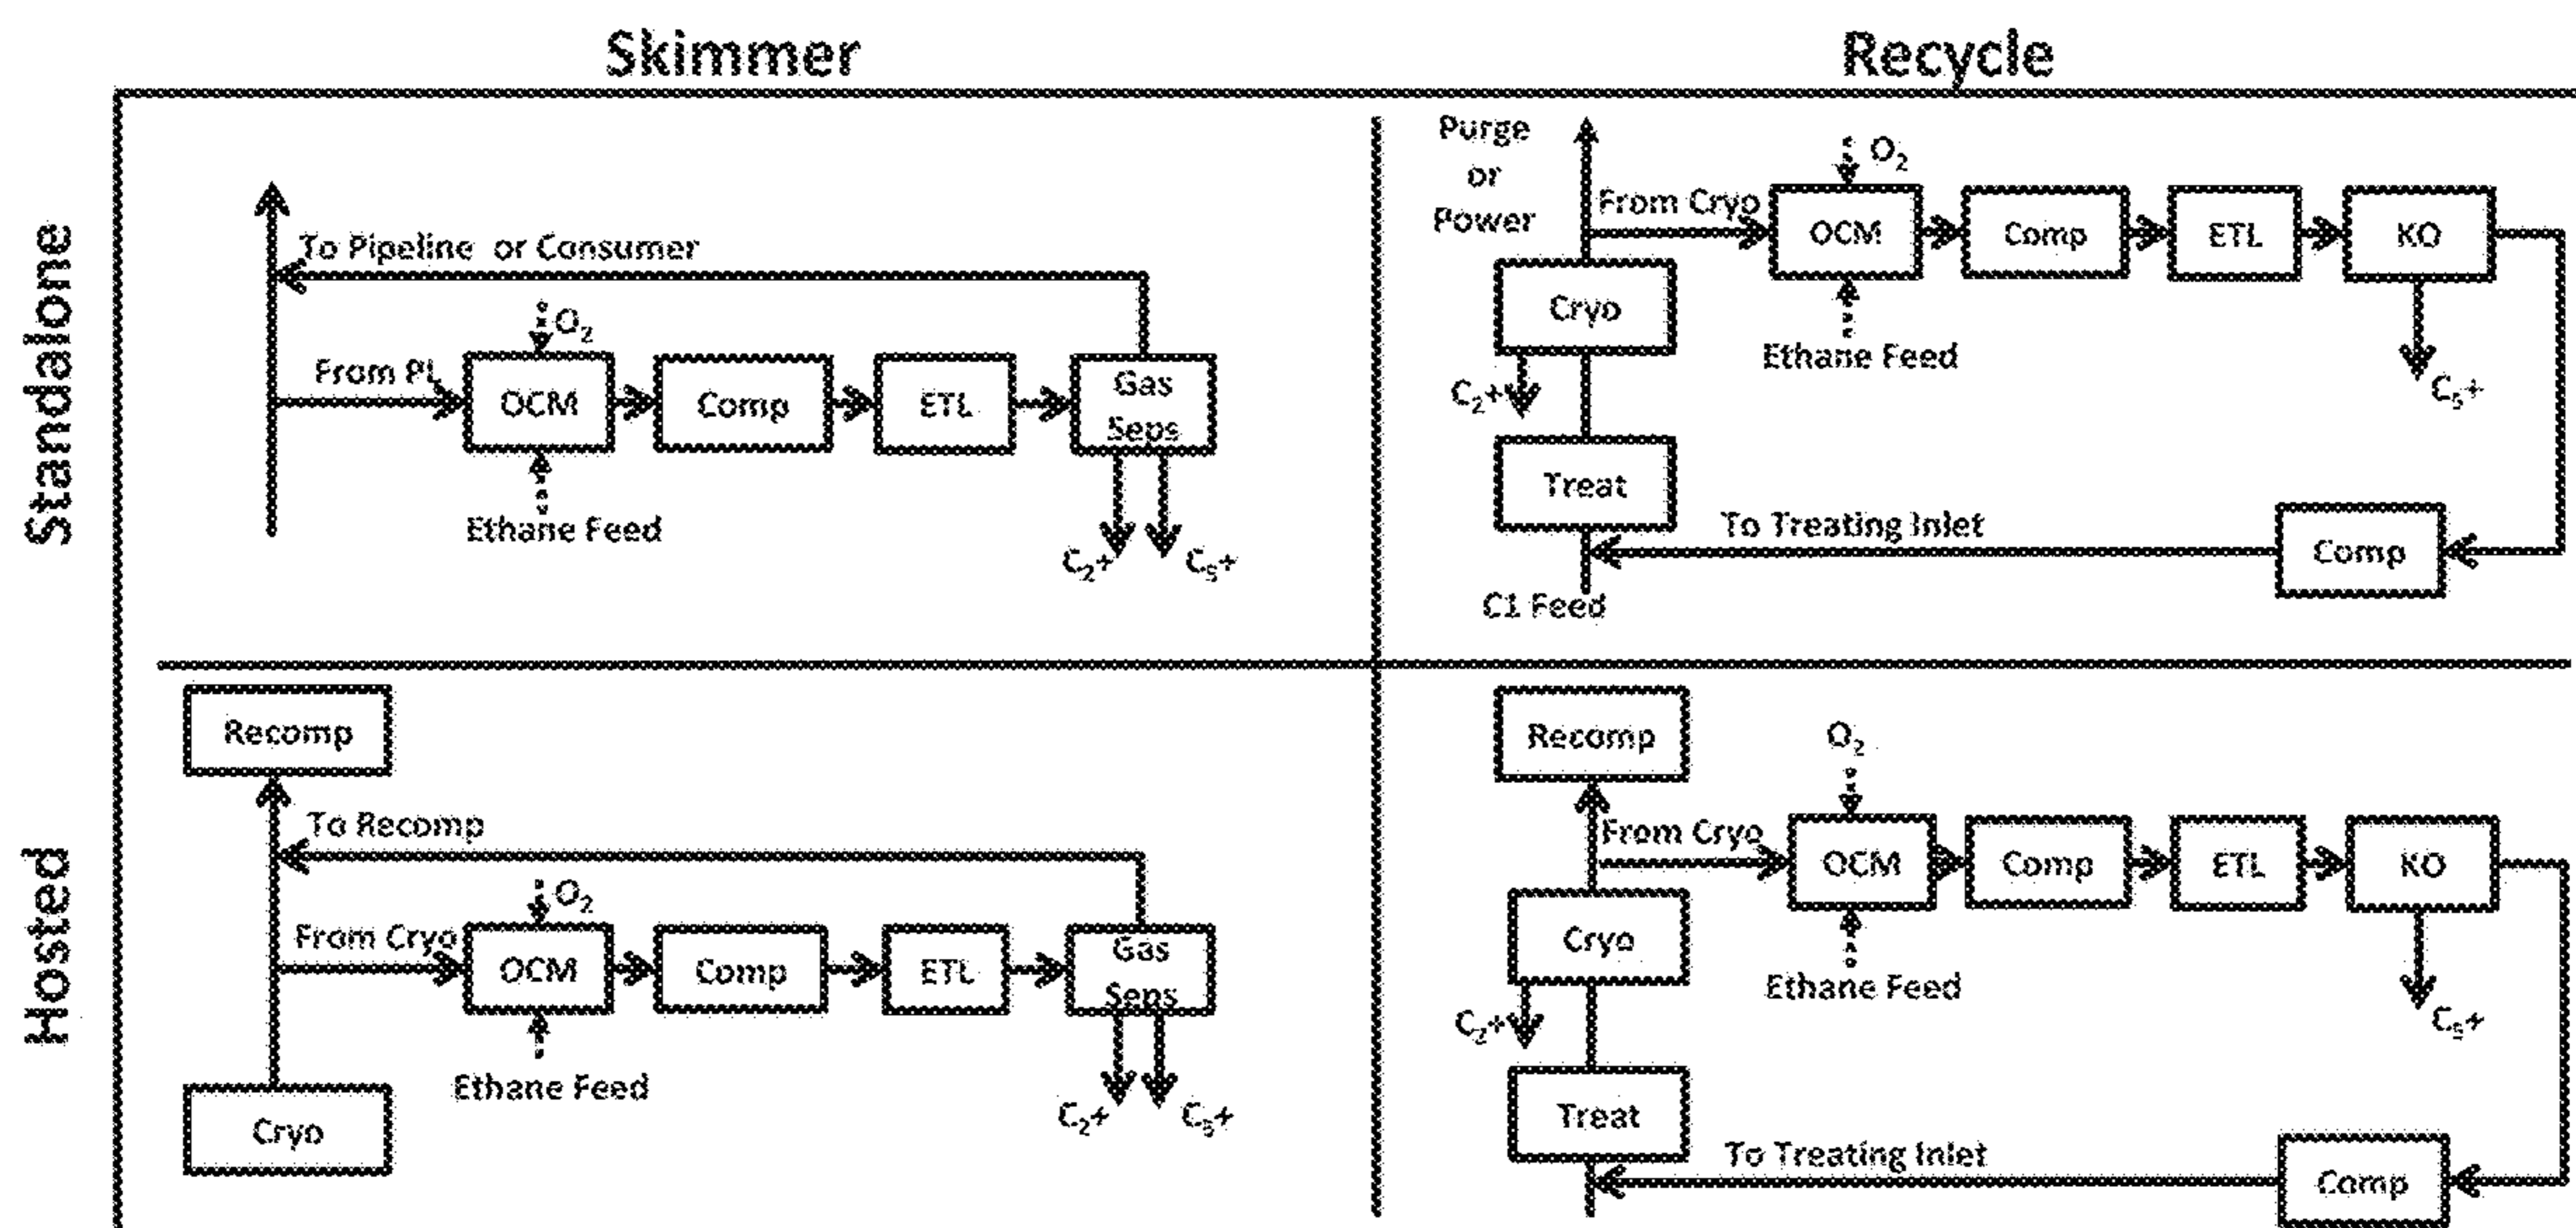 Skimmer
Recycle
Standalone
To Pipeline or Consumer
O2
From PL
OCM
Comp
ETL
Gas
Seps
Ethane Feed
C2+
C5+
Purge
or
Power
From Cryo
O2
OCM
Comp
ETL
KO
Cryo
Ethane Feed
C2+
C5+
Treat
To Treating Inlet
Comp
C1 Feed
Hosted
Recomp
To Recomp
O2
From Cryo
OCM
Comp
ETL
Gas
Seps
Ethane Feed
Cryo
C2+
C5+
Recomp
O2
From Cryo
OCM
Comp
ETL
KO
Cryo
Ethane Feed
C2+
C5+
Treat
To Treating Inlet
Comp